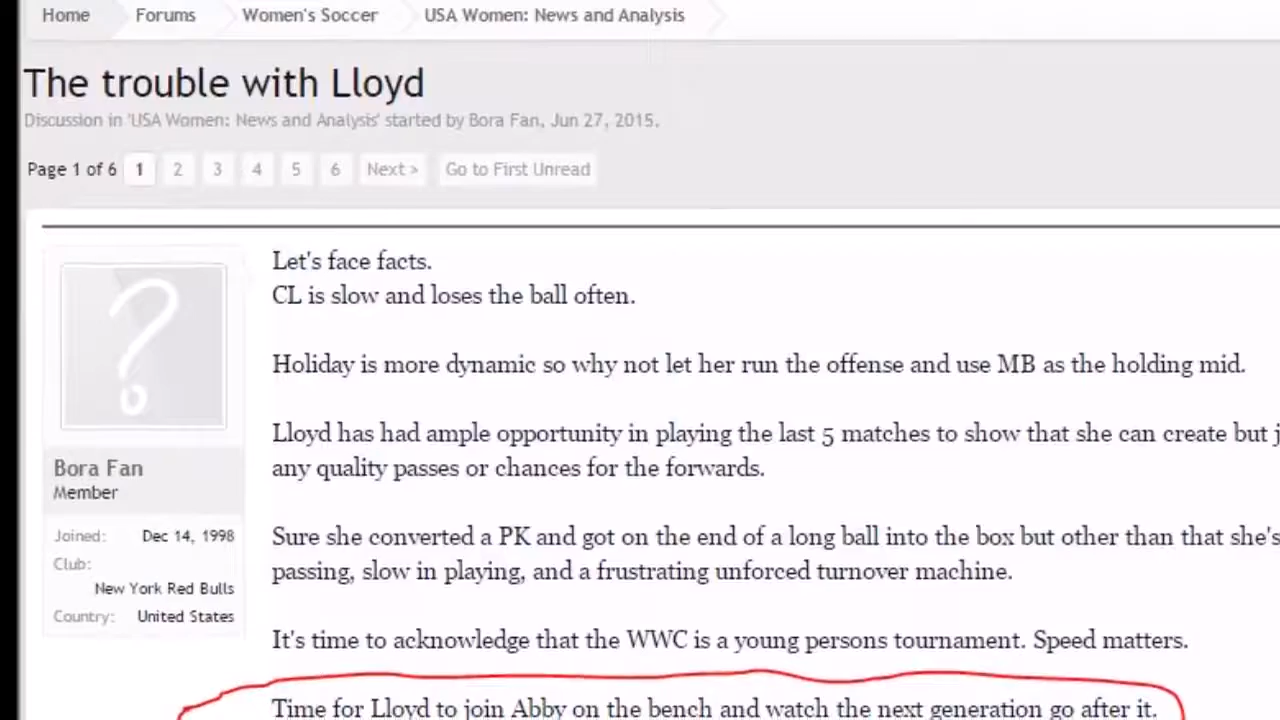 Home Forums Women's Soccer USA Women: News and Analysis
The trouble with Lloyd
Discussion in 'USA Women: News and Analysis' started by Bora Fan, Jun 27, 2015.
Page 1 of 6 1 2 3 4 5 6 Next > Go to First Unread
Let's face facts.
CL is slow and loses the ball often.
Holiday is more dynamic so why not let her run the offense and use MB as the holding mid.
Lloyd has had ample opportunity in playing the last 5 matches to show that she can create but
any quality passes or chances for the forwards.
Bora Fan
Member
Joined: Dec 14, 1998
Club:
New York Red Bulls
Country: United States
Sure she converted a PK and got on the end of a long ball into the box but other than that she's
passing, slow in playing, and a frustrating unforced turnover machine.
It's time to acknowledge that the WWC is a young persons tournament. Speed matters.
Time for Lloyd to join Abby on the bench and watch the next generation go after it.